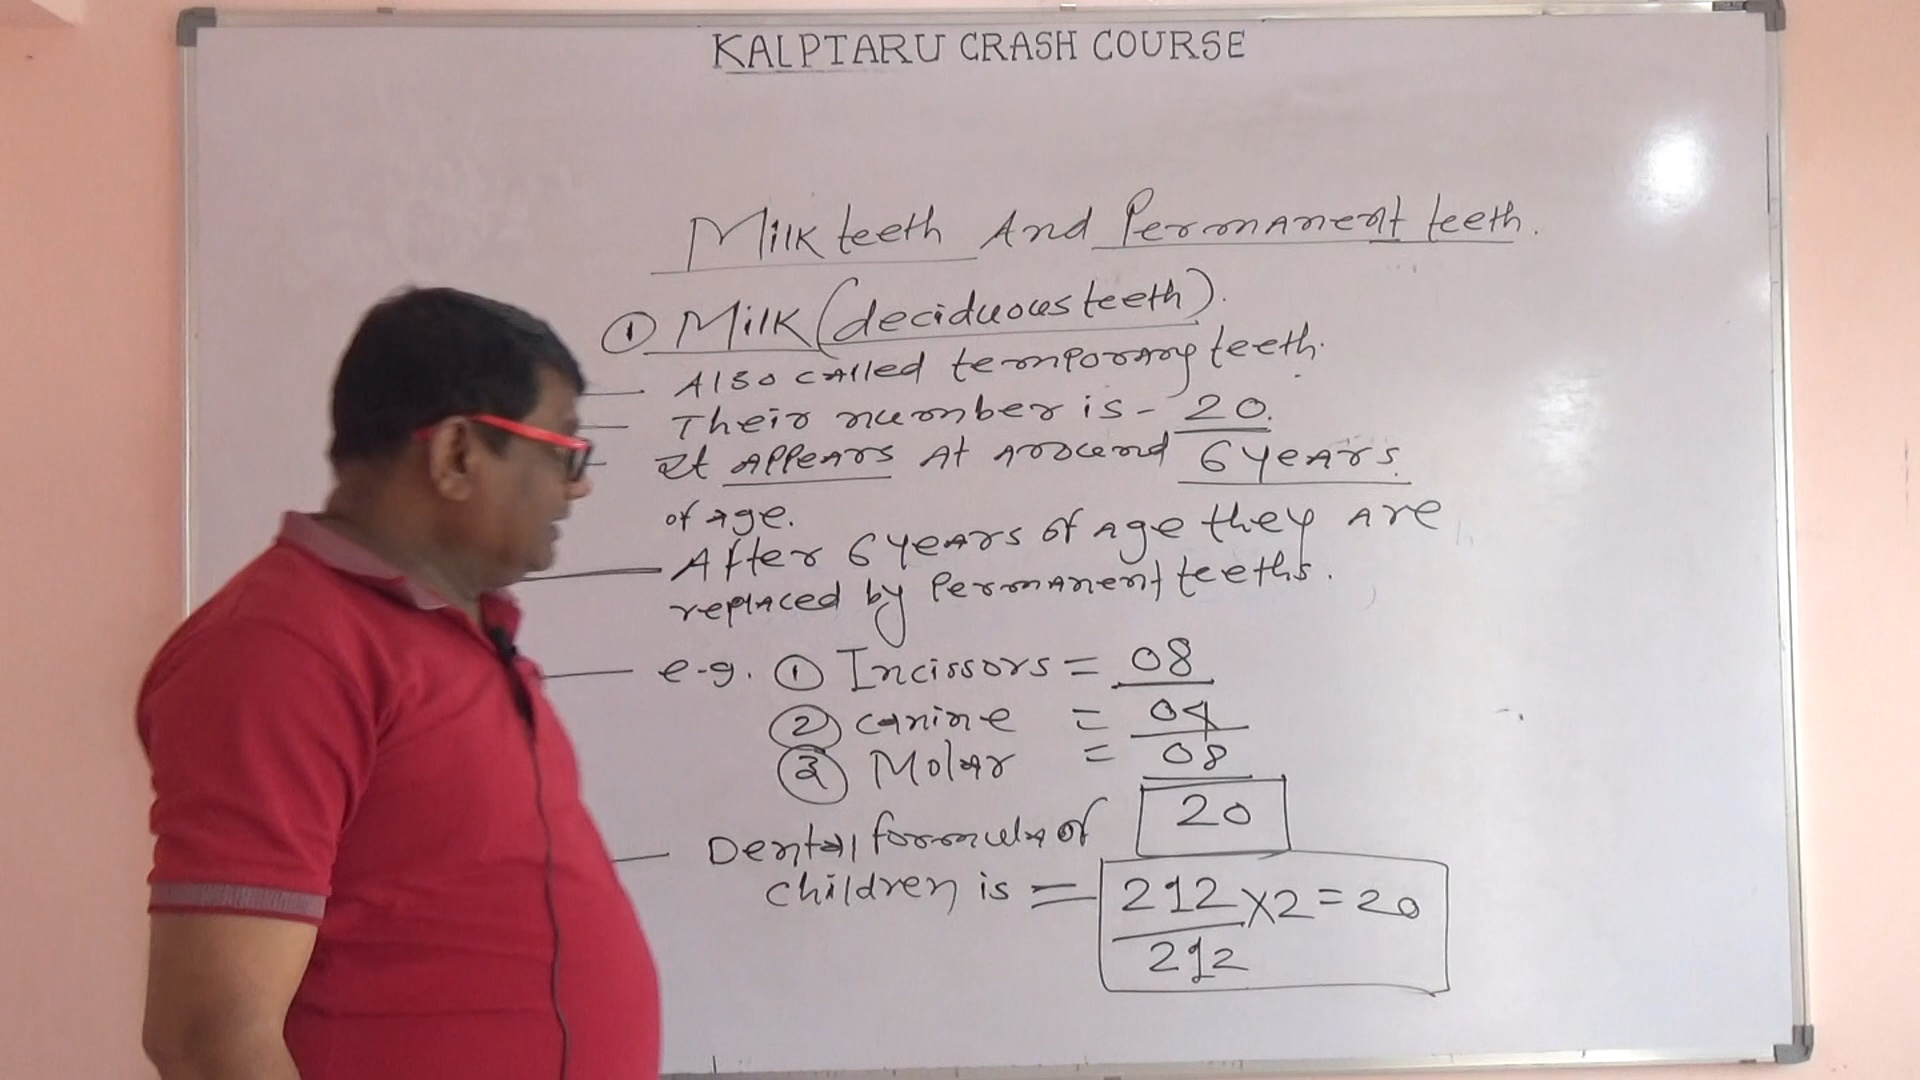 KALPTARU CRASH COURSE
Milk teeth And Permanent teeth.
① Milk (deciduous teeth).
— Also called temporary teeth.
— Their number is - 20.
— It appears at around 6 years
of age.
— After 6 years of age they are
replaced by permanent teeths.
— e.g. ① Incissors = 08
② canine = 04
③ Molar = 08
20
— Dental formula of
children is = 212/212 x2 = 20